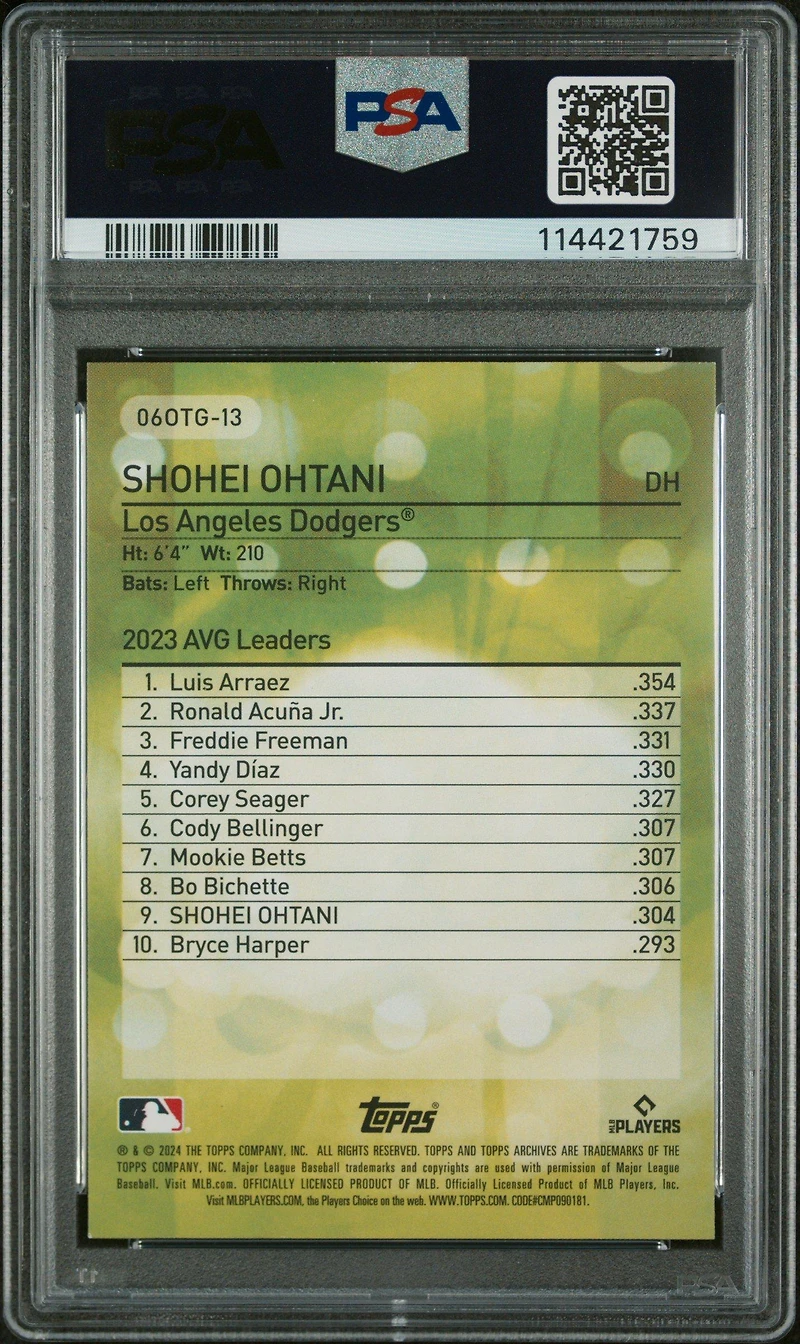 PSA
PSA
114421759
06OTG-13
SHOHEI OHTANI DH
Los Angeles Dodgers®
Ht: 6'4" Wt: 210
Bats: Left Throws: Right
2023 AVG Leaders
1. Luis Arraez .354
2. Ronald Acuña Jr. .337
3. Freddie Freeman .331
4. Yandy Díaz .330
5. Corey Seager .327
6. Cody Bellinger .307
7. Mookie Betts .307
8. Bo Bichette .306
9. SHOHEI OHTANI .304
10. Bryce Harper .293
Topps® MLB PLAYERS
® & © 2024 THE TOPPS COMPANY, INC. ALL RIGHTS RESERVED. TOPPS AND TOPPS ARCHIVES ARE TRADEMARKS OF THE
TOPPS COMPANY, INC. Major League Baseball trademarks and copyrights are used with permission of Major League
Baseball. Visit MLB.com. OFFICIALLY LICENSED PRODUCT OF MLB. Officially Licensed Product of MLB Players, Inc.
Visit MLBPLAYERS.COM, the Players Choice on the web. WWW.TOPPS.COM. CODE#CMP090181.
PSA